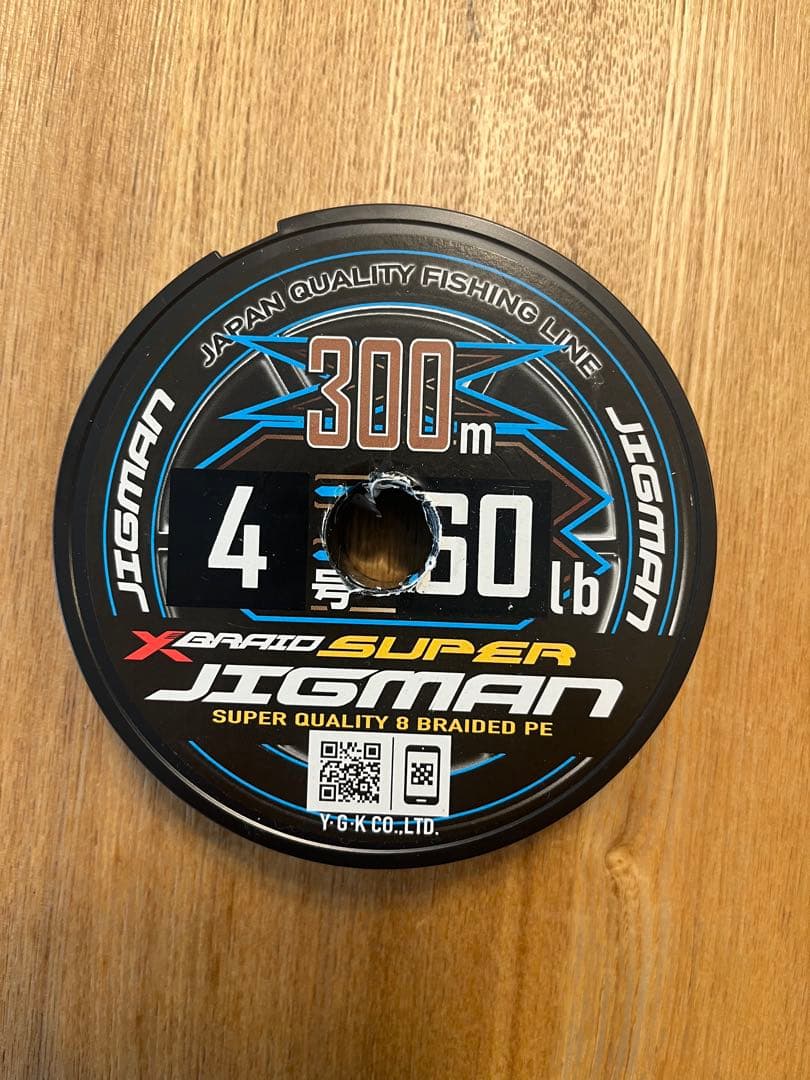 JAPAN QUALITY FISHING LINE
300m
JIGMAN
JIGMAN
4号 60lb
X BRAID SUPER
JIGMAN
SUPER QUALITY 8 BRAIDED PE
Y·G·K CO.,LTD.